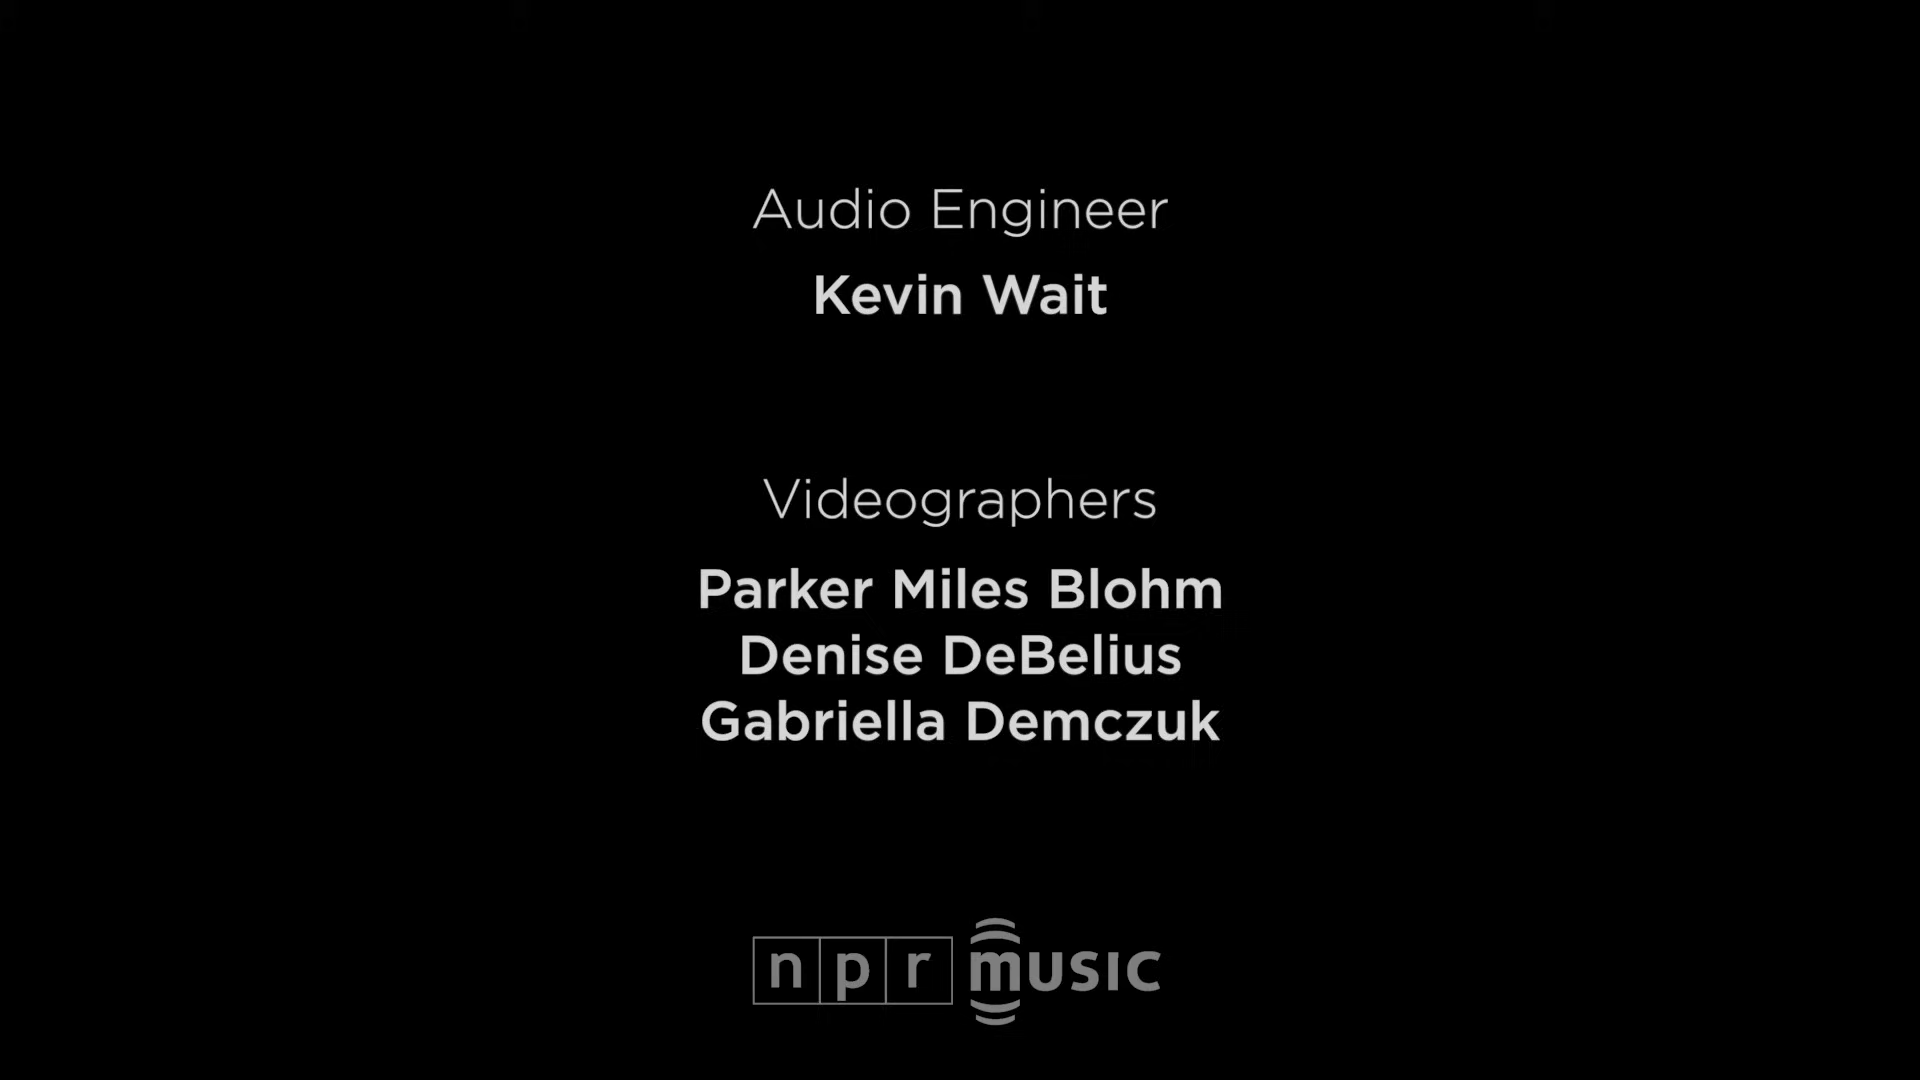 Audio Engineer
Kevin Wait
Videographers
Parker Miles Blohm
Denise DeBelius
Gabriella Demczuk
npr music